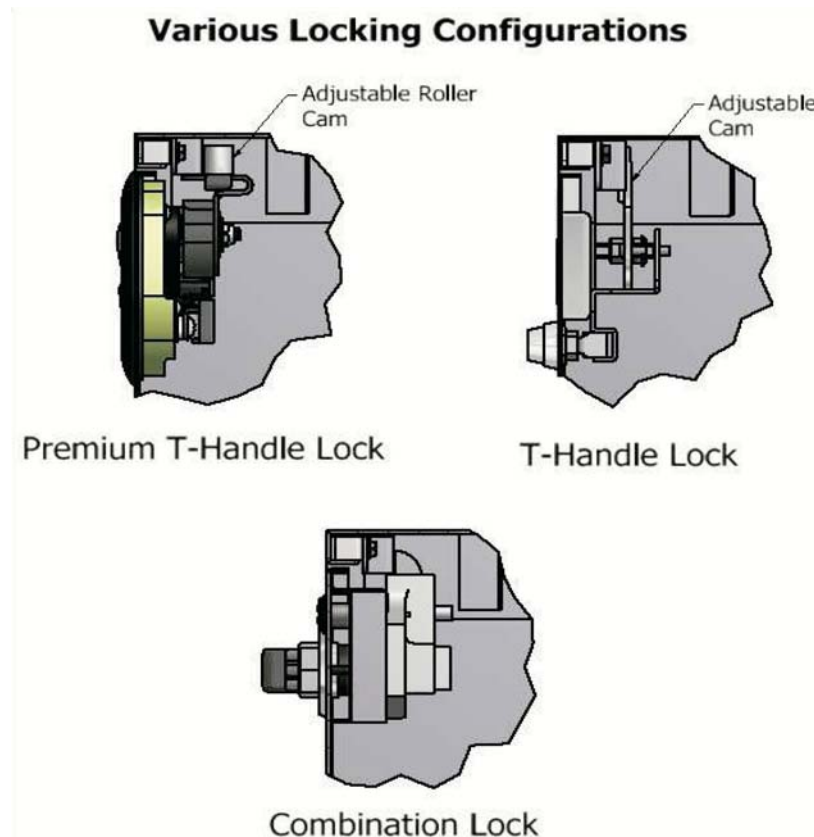 Various Locking Configurations
Adjustable Roller
Cam
Adjustable
Cam
Premium T-Handle Lock
T-Handle Lock
Combination Lock